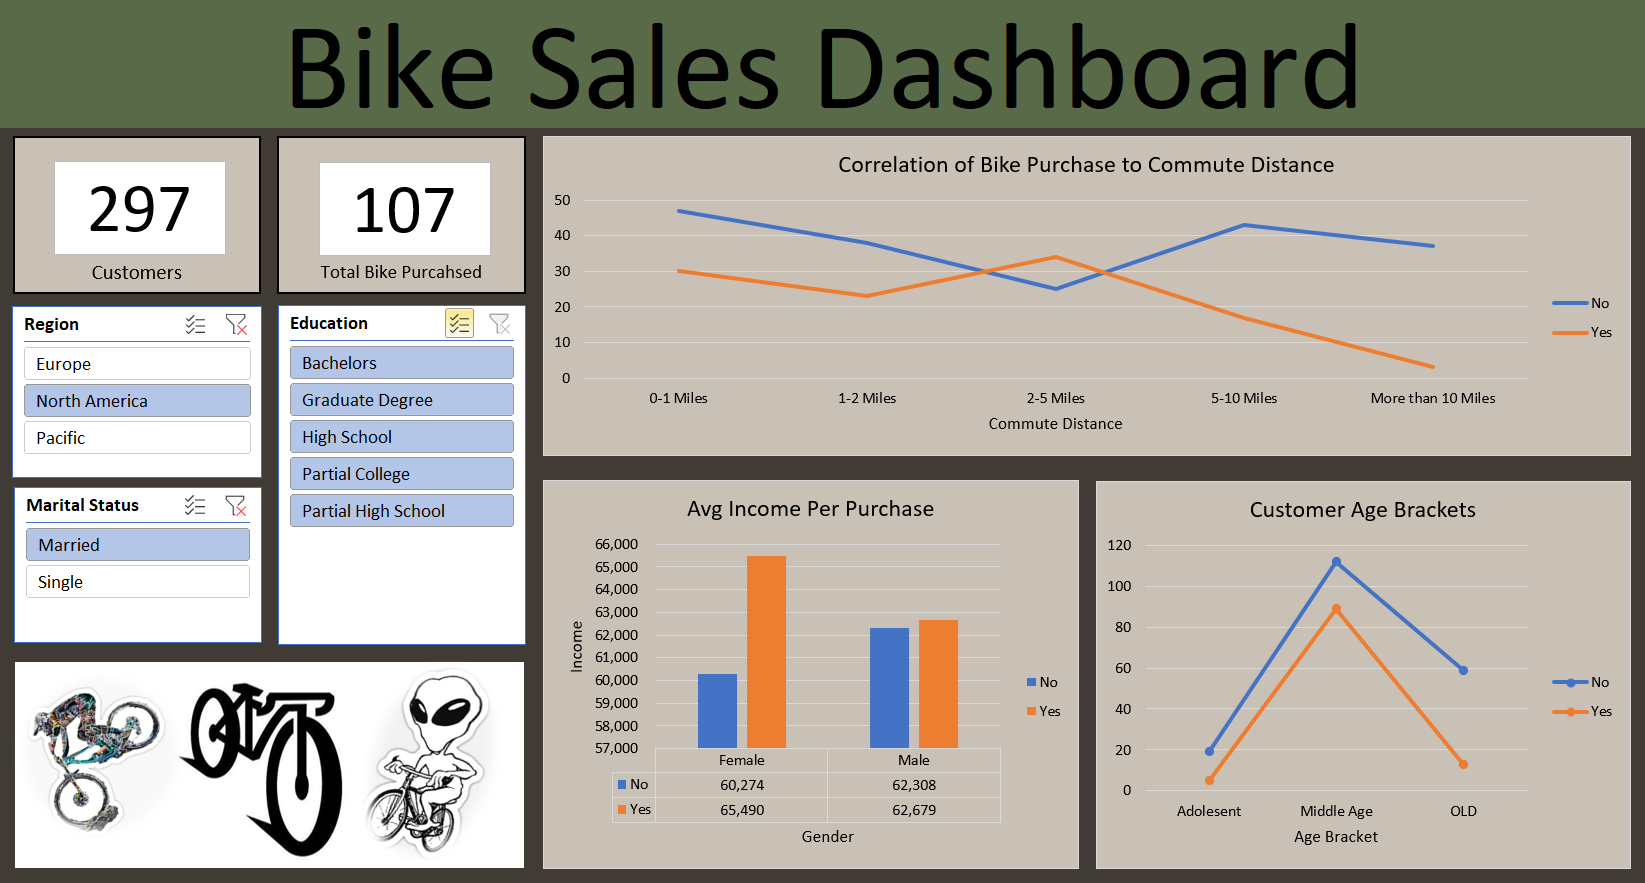 Bike Sales Dashboard
297
Customers
107
Total Bike Purcahsed
Region
Europe
North America
Pacific
Marital Status
Married
Single
Education
Bachelors
Graduate Degree
High School
Partial College
Partial High School
Correlation of Bike Purchase to Commute Distance
50
40
30
20
10
0
0-1 Miles 1-2 Miles 2-5 Miles 5-10 Miles More than 10 Miles
Commute Distance
No
Yes
Avg Income Per Purchase
66,000
65,000
64,000
63,000
62,000
61,000
60,000
59,000
58,000
57,000
Income
Female Male
No 60,274 62,308
Yes 65,490 62,679
Gender
No
Yes
Customer Age Brackets
120
100
80
60
40
20
0
Adolesent Middle Age OLD
Age Bracket
No
Yes